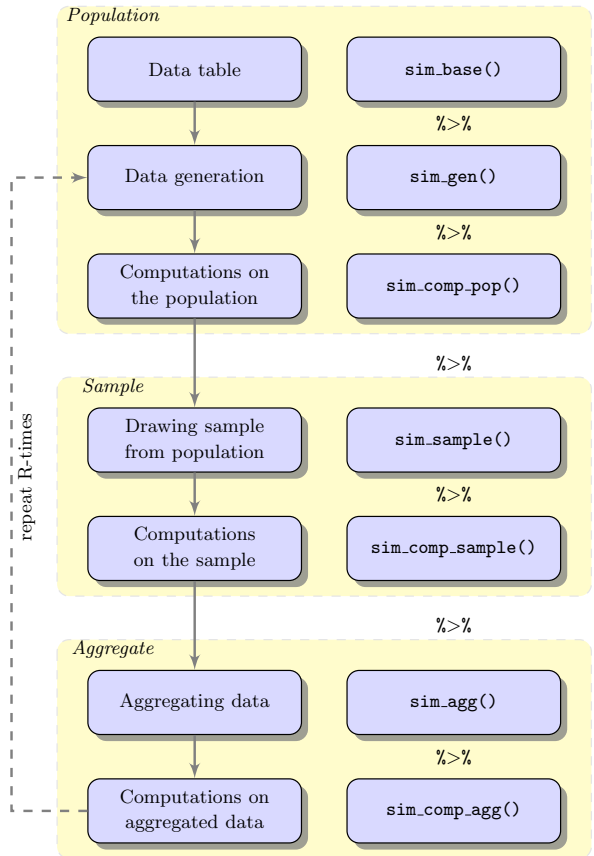 Population
Data table
sim_base()
%>%
Data generation
sim_gen()
%>%
Computations on
the population
sim_comp_pop()
%>%
Sample
Drawing sample
from population
sim_sample()
%>%
Computations
on the sample
sim_comp_sample()
%>%
Aggregate
Aggregating data
sim_agg()
%>%
Computations on
aggregated data
sim_comp_agg()
repeat R-times